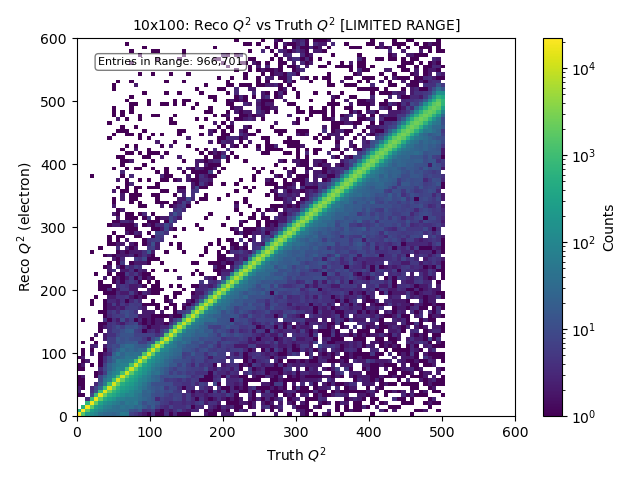 10x100: Reco Q² vs Truth Q² [LIMITED RANGE]
Entries in Range: 966,701
600
500
400
300
200
100
0
Reco Q² (electron)
0 100 200 300 400 500 600
Truth Q²
10⁴
10³
10²
10¹
10⁰
Counts